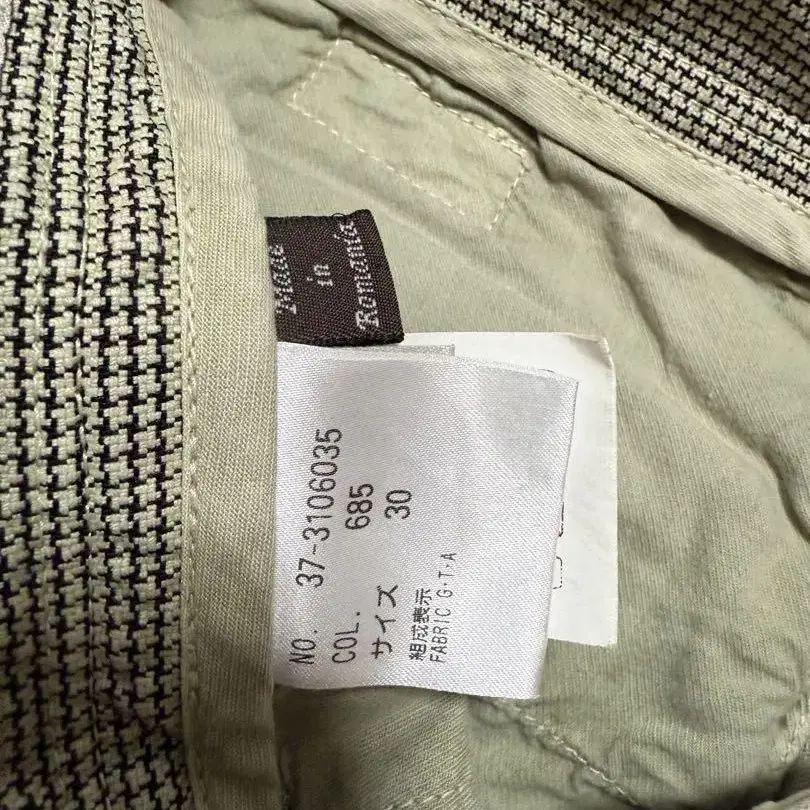 Made
in
Romania
NO. 37-3106035
COL. 685
サイズ 30
組成表示
FABRIC G・T・A